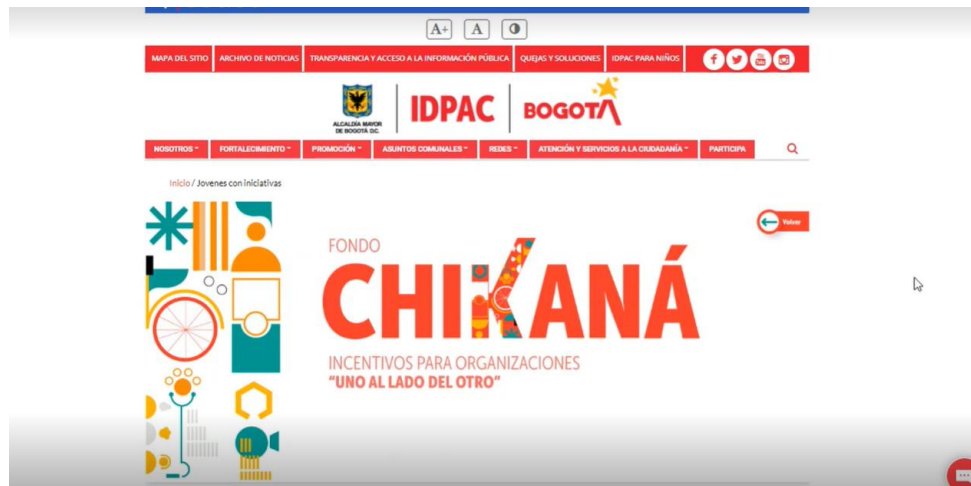 A+ A
MAPA DEL SITIO ARCHIVO DE NOTICIAS TRANSPARENCIA Y ACCESO A LA INFORMACIÓN PÚBLICA QUEJAS Y SOLUCIONES IDPAC PARA NIÑOS
ALCALDÍA MAYOR
DE BOGOTÁ D.C.
IDPAC
BOGOTÁ
NOSOTROS FORTALECIMIENTO PROMOCIÓN ASUNTOS COMUNALES REDES ATENCIÓN Y SERVICIOS A LA CIUDADANÍA PARTICIPA
Inicio / Jovenes con iniciativas
Volver
FONDO
CHIKANÁ
INCENTIVOS PARA ORGANIZACIONES
"UNO AL LADO DEL OTRO"